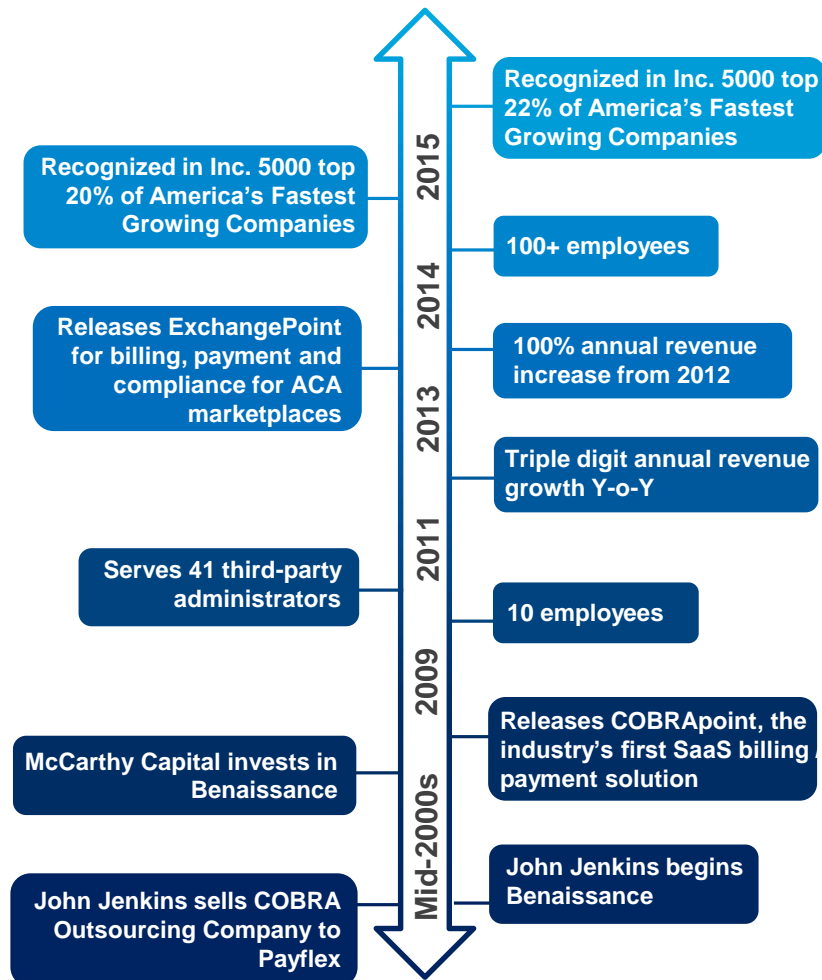 Recognized in Inc. 5000 top
22% of America's Fastest
Growing Companies
2015
Recognized in Inc. 5000 top
20% of America's Fastest
Growing Companies
100+ employees
2014
Releases ExchangePoint
for billing, payment and
compliance for ACA
marketplaces
100% annual revenue
increase from 2012
2013
Triple digit annual revenue
growth Y-o-Y
2011
Serves 41 third-party
administrators
10 employees
2009
Releases COBRApoint, the
industry's first SaaS billing /
payment solution
McCarthy Capital invests in
Benaissance
Mid-2000s
John Jenkins begins
Benaissance
John Jenkins sells COBRA
Outsourcing Company to
Payflex